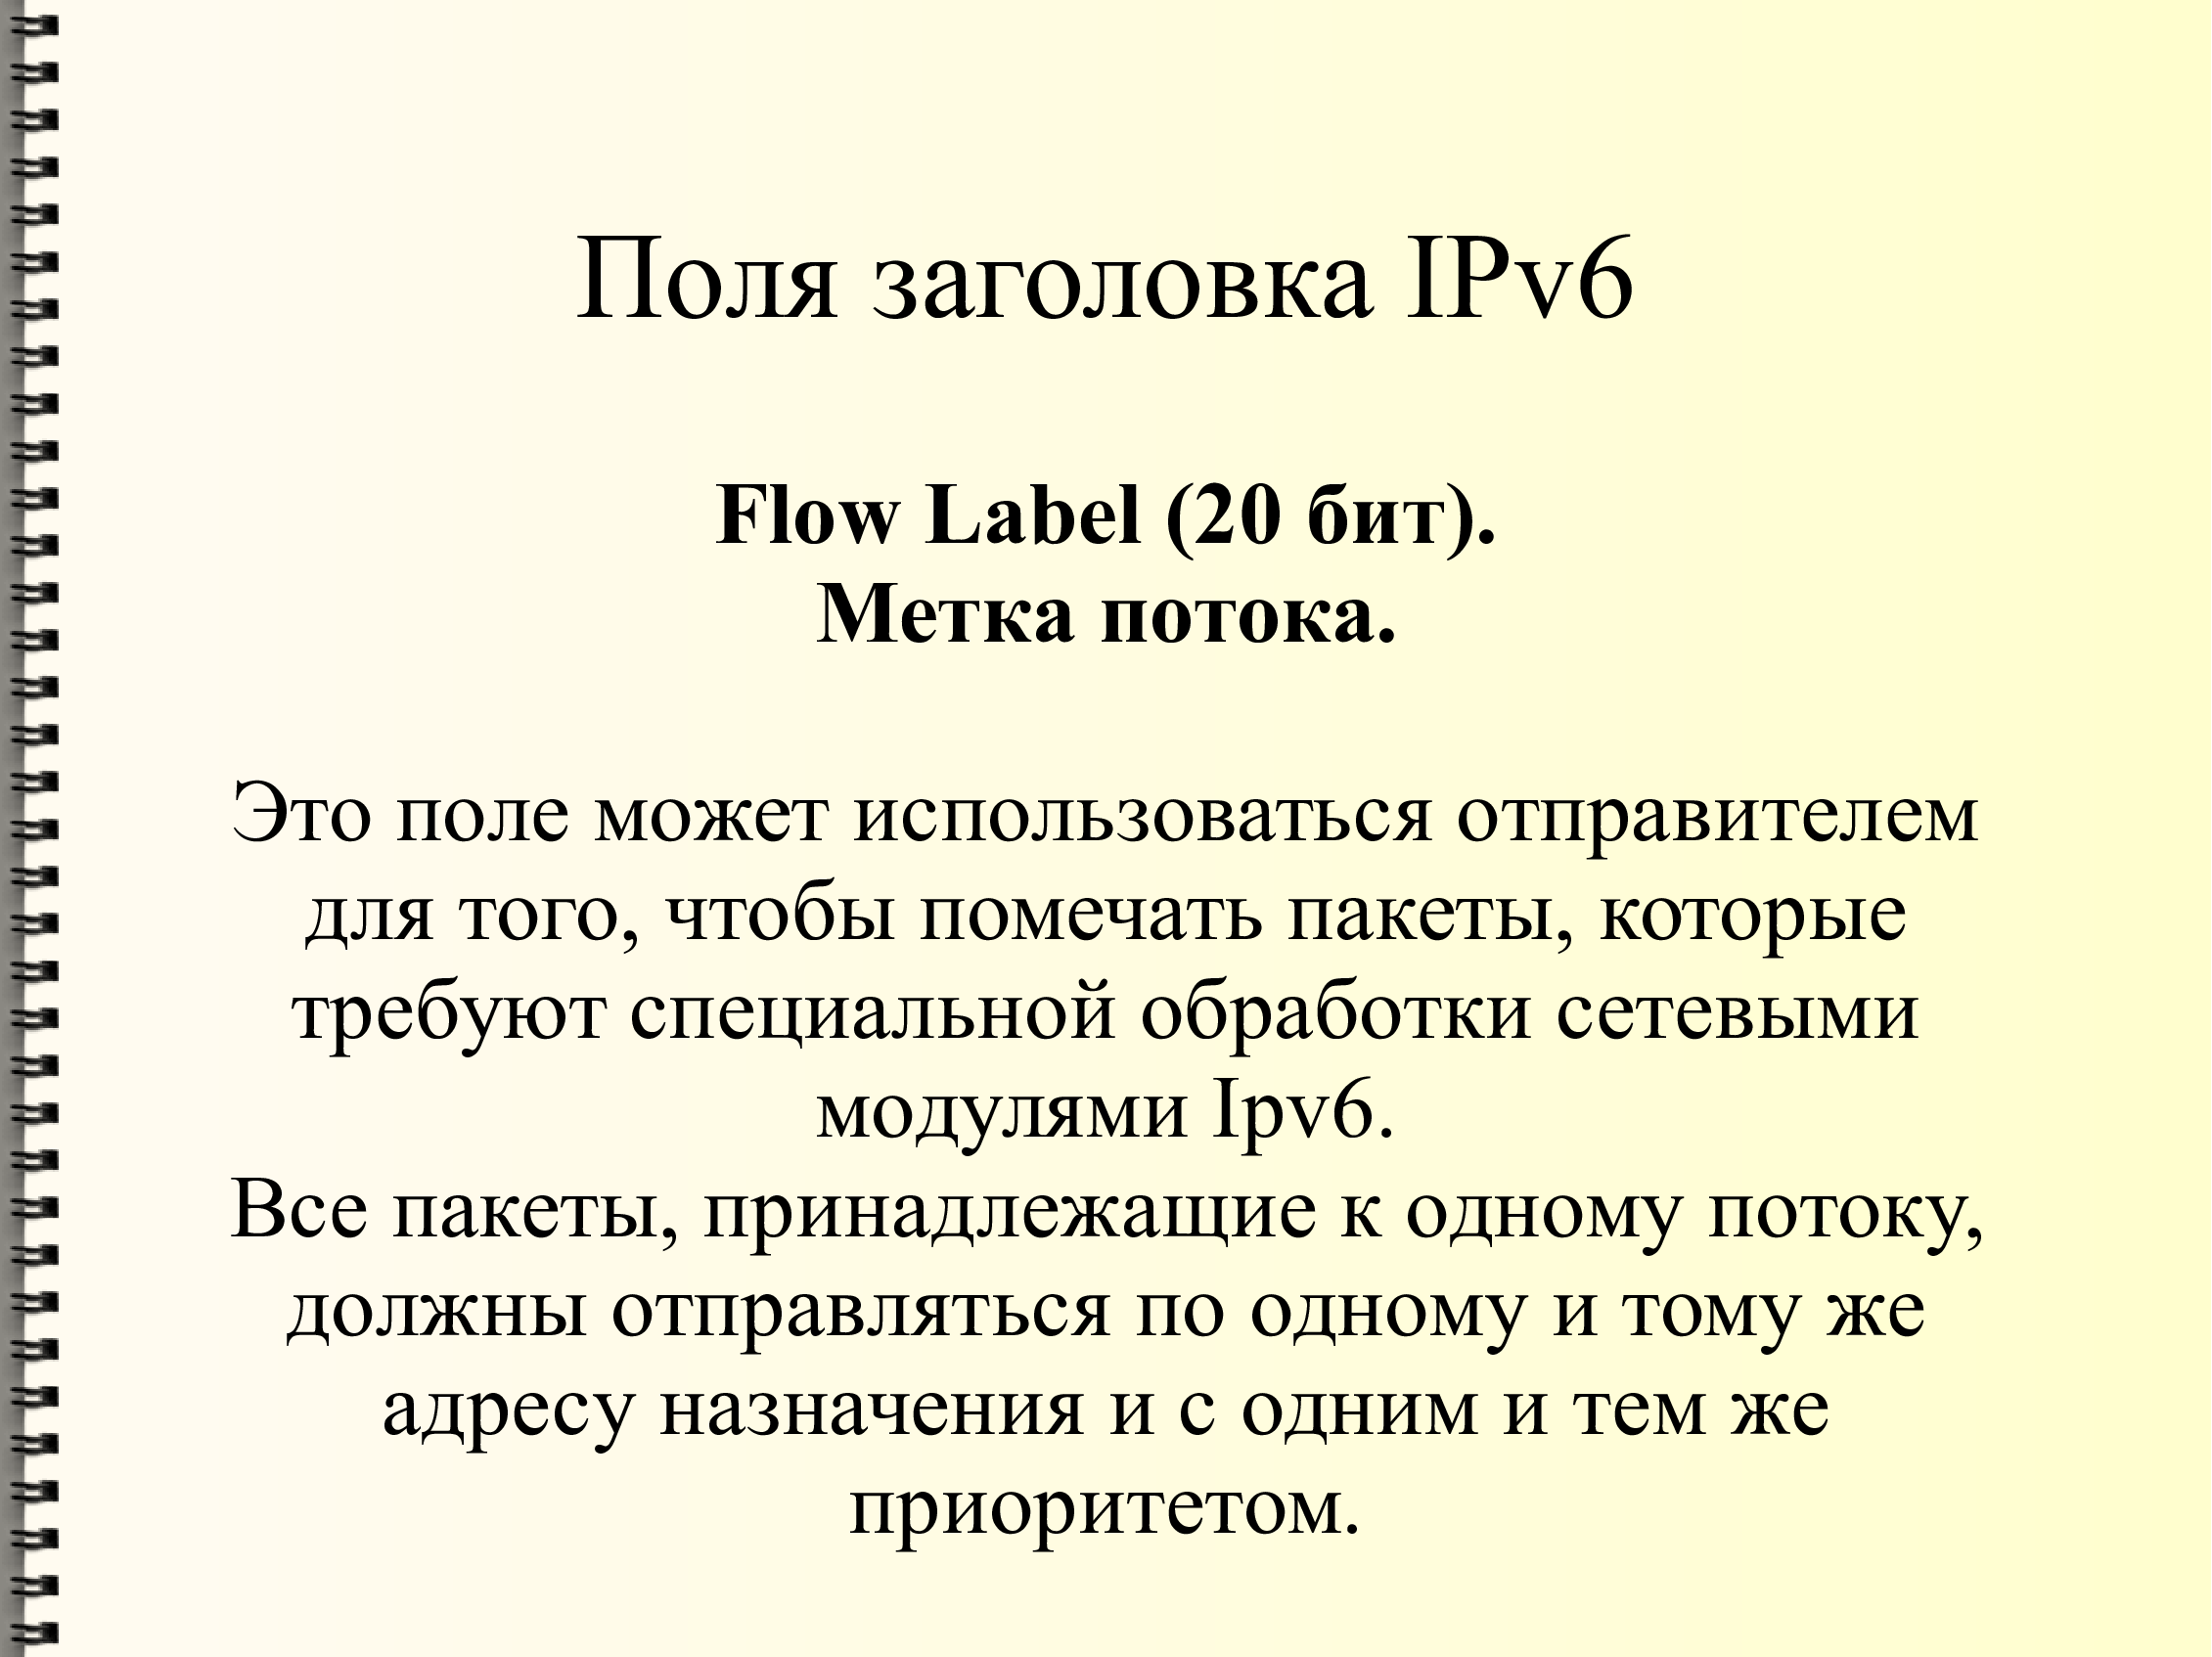 Поля заголовка IPv6
Flow Label (20 бит).
Метка потока.
Это поле может использоваться отправителем
для того, чтобы помечать пакеты, которые
требуют специальной обработки сетевыми
модулями Ipv6.
Все пакеты, принадлежащие к одному потоку,
должны отправляться по одному и тому же
адресу назначения и с одним и тем же
приоритетом.